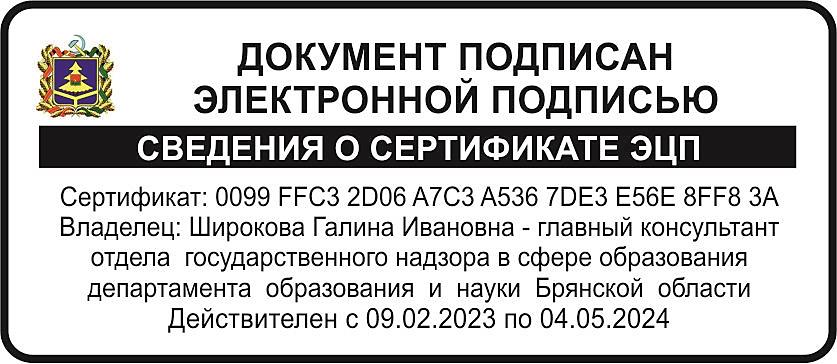 ДОКУМЕНТ ПОДПИСАН
ЭЛЕКТРОННОЙ ПОДПИСЬЮ
СВЕДЕНИЯ О СЕРТИФИКАТЕ ЭЦП
Сертификат: 0099 FFC3 2D06 A7C3 A536 7DE3 E56E 8FF8 3A
Владелец: Широкова Галина Ивановна - главный консультант
отдела государственного надзора в сфере образования
департамента образования и науки Брянской области
Действителен с 09.02.2023 по 04.05.2024